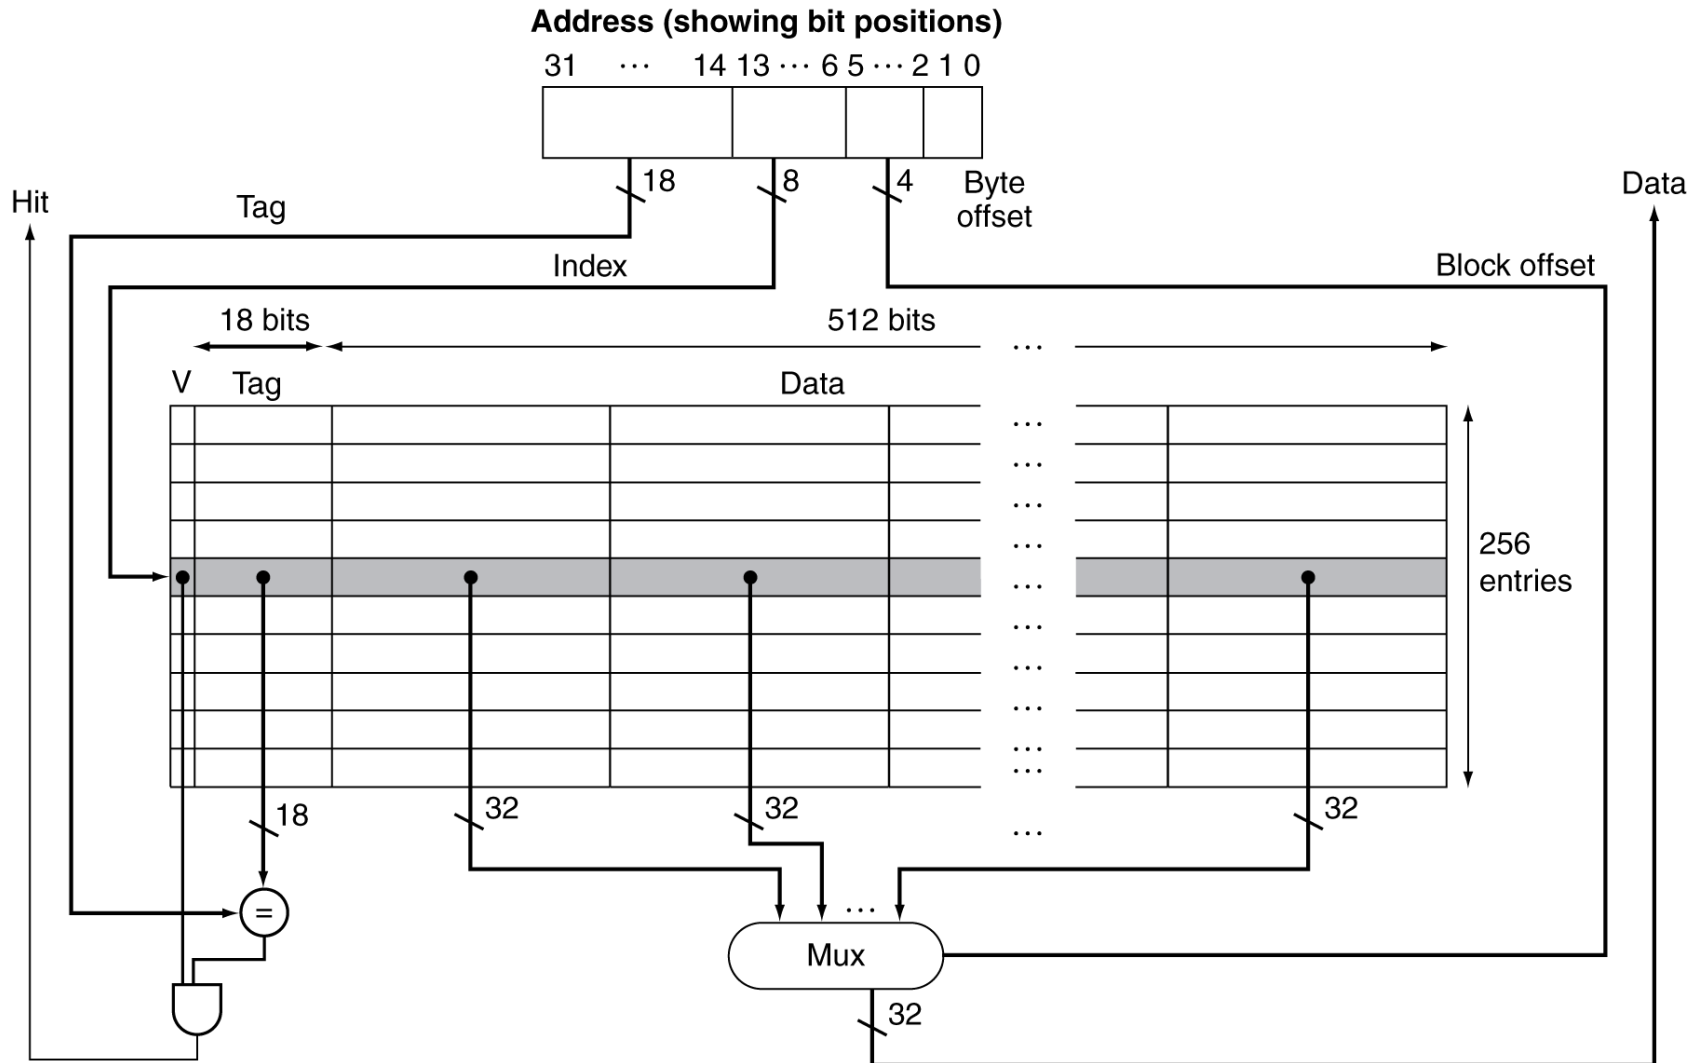 Address (showing bit positions)
31 ··· 14 13 ··· 6 5 ··· 2 1 0
18
8
4
Byte
offset
Hit
Data
Tag
Index
Block offset
18 bits
512 bits
···
V
Tag
Data
···
···
···
···
···
···
···
···
···
···
256
entries
18
32
32
···
32
=
···
Mux
32